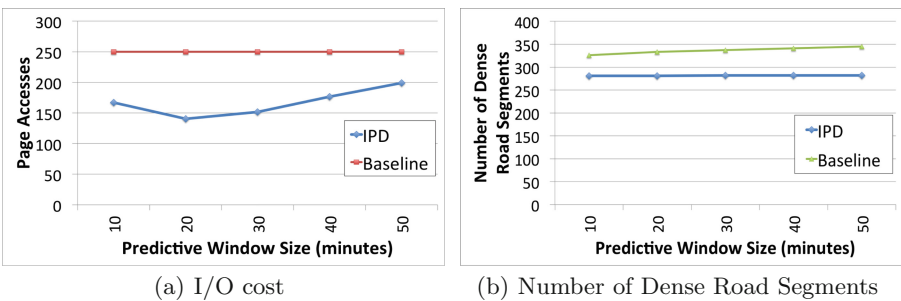 300
250
200
150
100
50
0
Page Accesses
IPD
Baseline
10 20 30 40 50
Predictive Window Size (minutes)
(a) I/O cost
400
350
300
250
200
150
100
50
0
Number of Dense
Road Segments
IPD
Baseline
10 20 30 40 50
Predictive Window Size (minutes)
(b) Number of Dense Road Segments